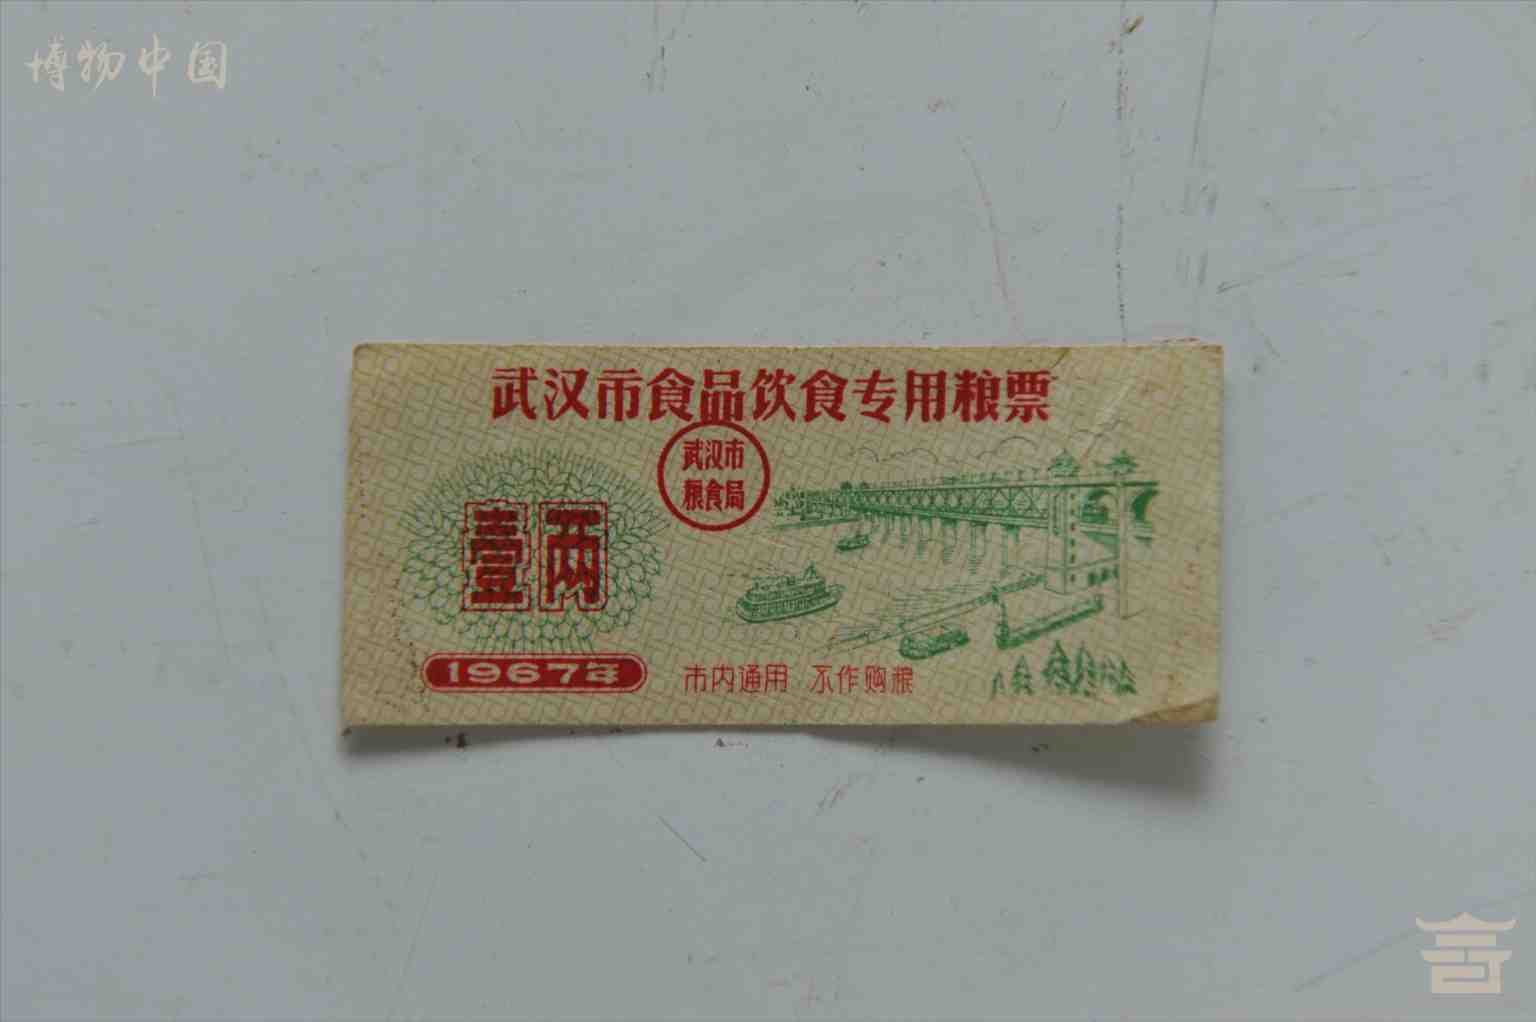 博物中国
武汉市食品饮食专用粮票
武汉市
粮食局
壹两
1967年
市内通用 不作购粮